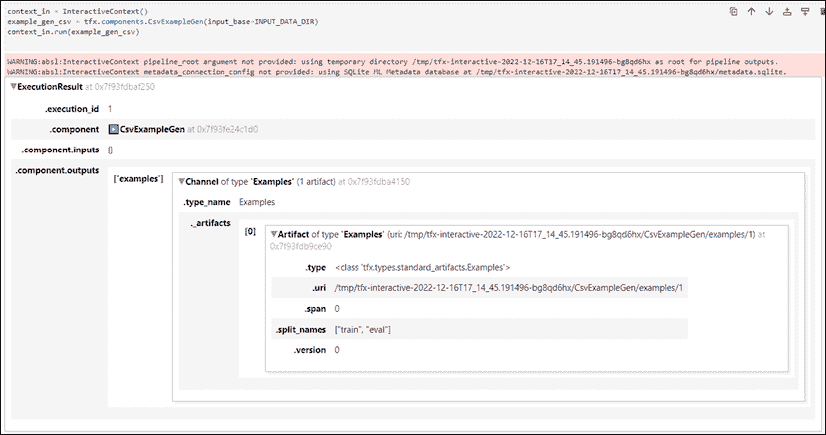 context_in = InteractiveContext()
example_gen_csv = tfx.components.CsvExampleGen(input_base=INPUT_DATA_DIR)
context_in.run(example_gen_csv)
WARNING:absl:InteractiveContext pipeline_root argument not provided: using temporary directory /tmp/tfx-interactive-2022-12-16T17_14_45.191496-bg8qd6hx as root for pipeline outputs.
WARNING:absl:InteractiveContext metadata_connection_config not provided: using SQLite ML Metadata database at /tmp/tfx-interactive-2022-12-16T17_14_45.191496-bg8qd6hx/metadata.sqlite.
▼ExecutionResult at 0x7f93fdbaf250
.execution_id 1
.component CsvExampleGen at 0x7f93fe24c1d0
.component.inputs {}
.component.outputs
['examples'] ▼Channel of type 'Examples' (1 artifact) at 0x7f93fdba4150
.type_name Examples
._artifacts
[0] ▼Artifact of type 'Examples' (uri: /tmp/tfx-interactive-2022-12-16T17_14_45.191496-bg8qd6hx/CsvExampleGen/examples/1) at
0x7f93fdb9ce90
.type <class 'tfx.types.standard_artifacts.Examples'>
.uri /tmp/tfx-interactive-2022-12-16T17_14_45.191496-bg8qd6hx/CsvExampleGen/examples/1
.span 0
.split_names ["train", "eval"]
.version 0